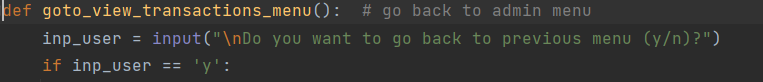 def goto_view_transactions_menu():  # go back to admin menu
    inp_user = input("\nDo you want to go back to previous menu (y/n)?")
    if inp_user == 'y':